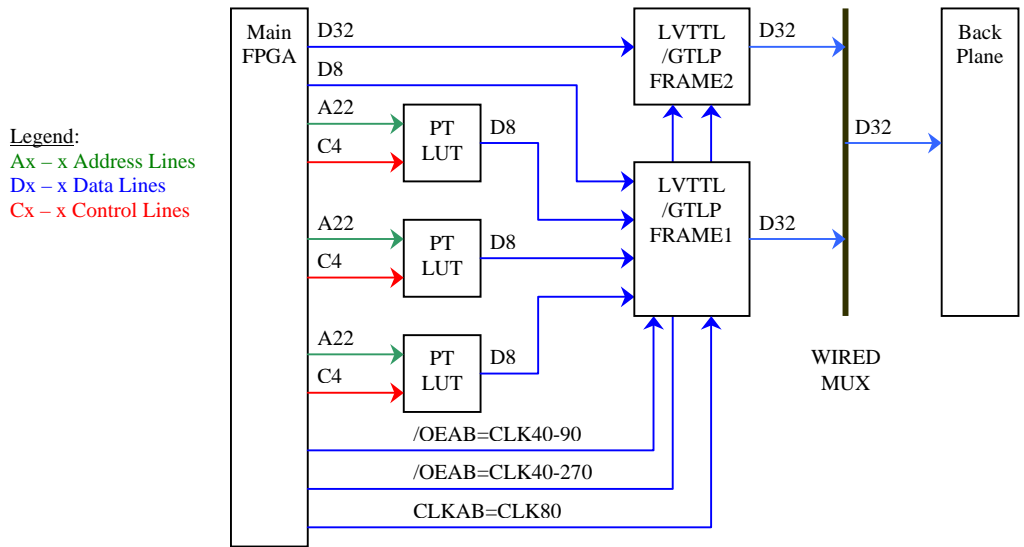 Main
FPGA
D32
D8
A22
C4
A22
C4
A22
C4
PT
LUT
D8
PT
LUT
D8
PT
LUT
D8
LVTTL
/GTLP
FRAME2
D32
LVTTL
/GTLP
FRAME1
D32
D32
Back
Plane
WIRED
MUX
Legend:
Ax – x Address Lines
Dx – x Data Lines
Cx – x Control Lines
/OEAB=CLK40-90
/OEAB=CLK40-270
CLKAB=CLK80